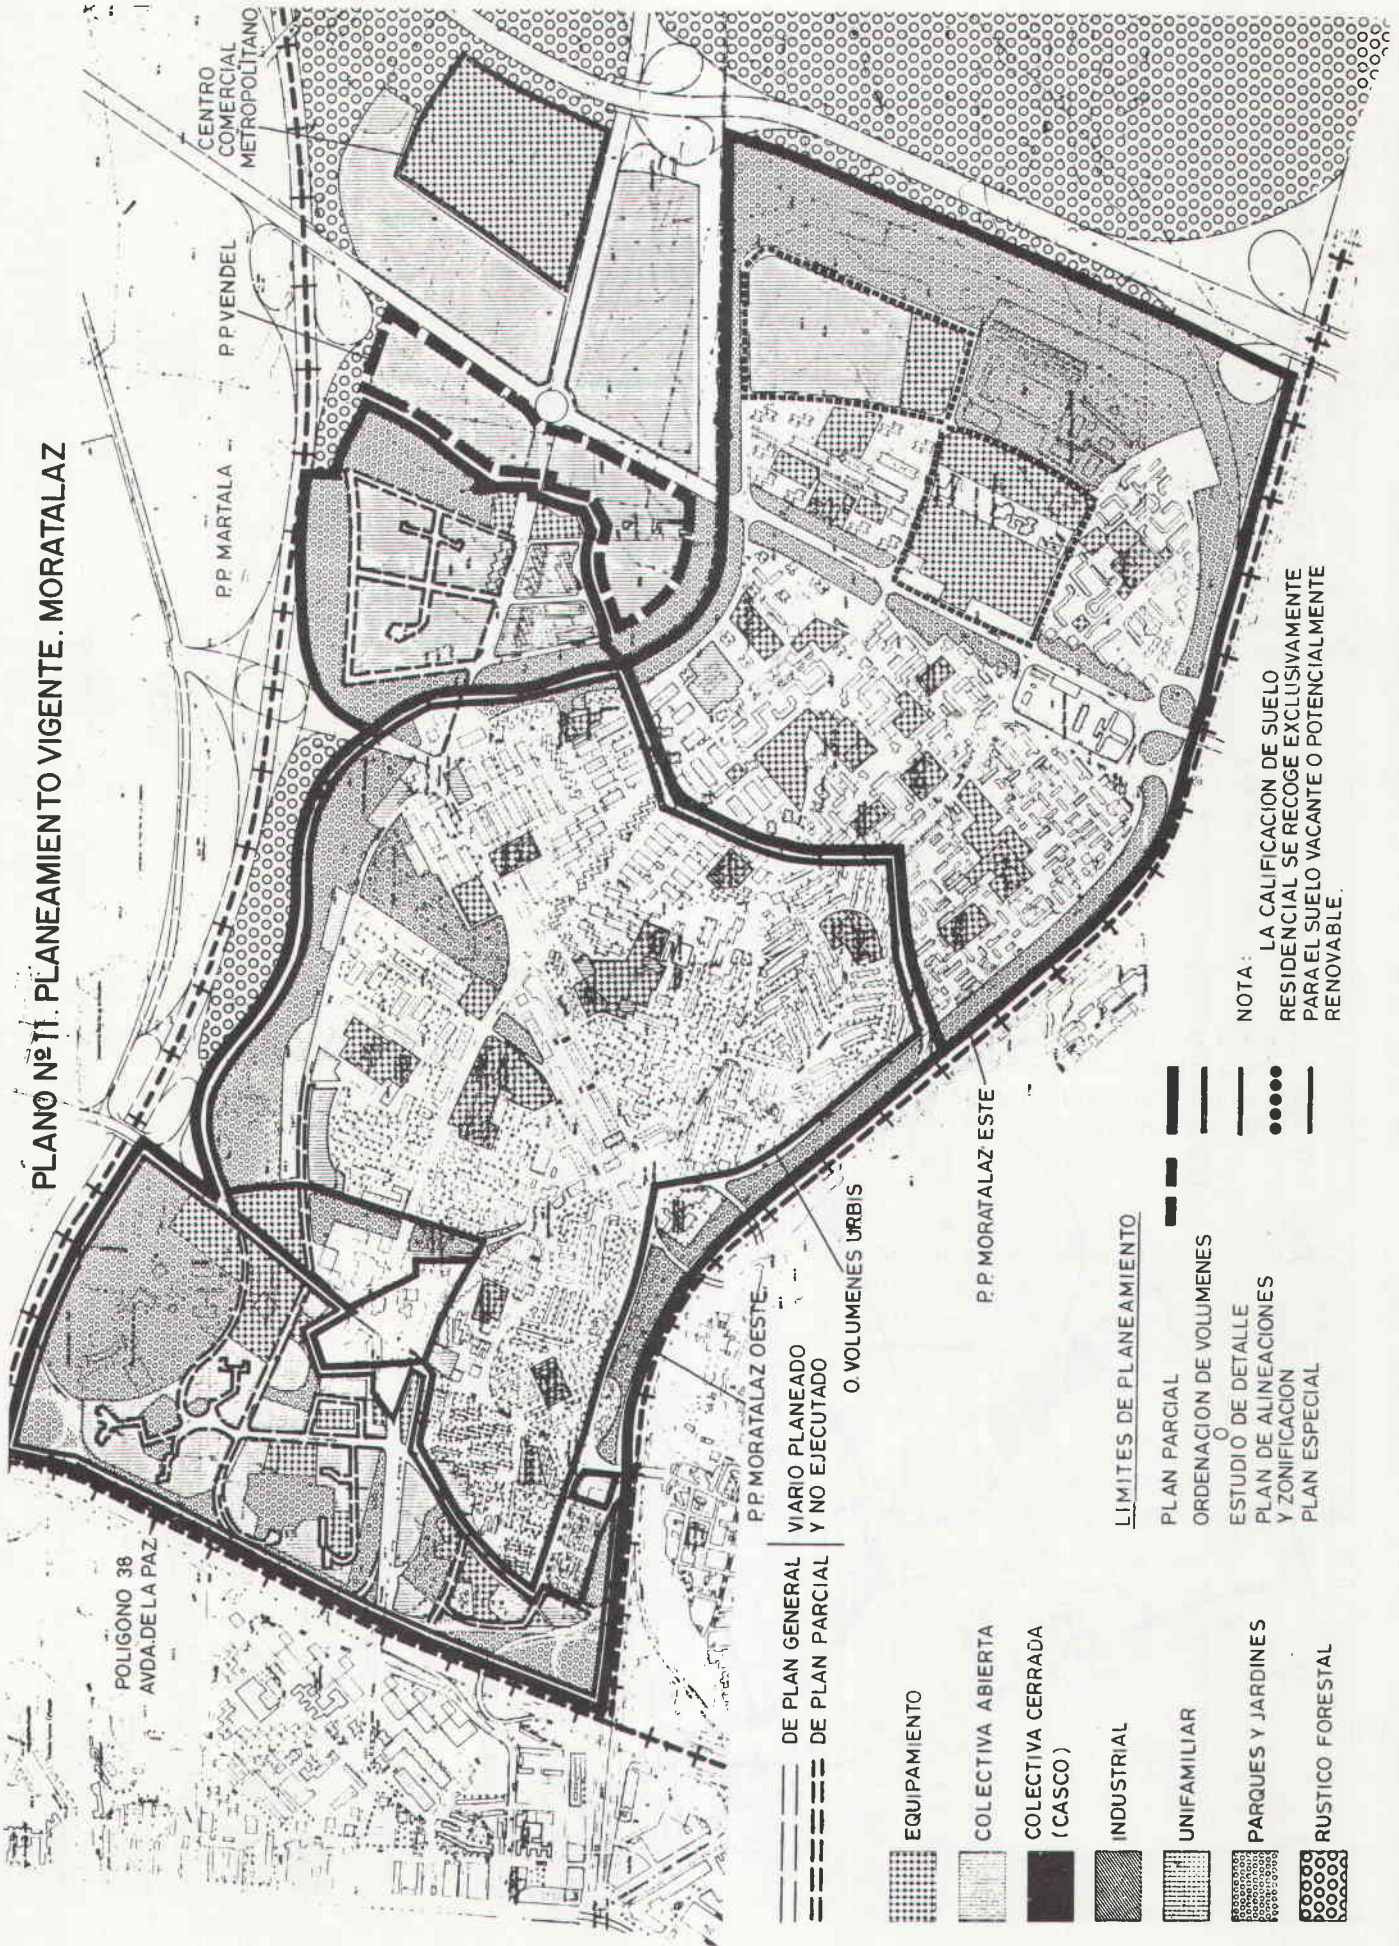 PLANO Nº 11. PLANEAMIENTO VIGENTE. MORATALAZ
CENTRO
COMERCIAL
METROPOLITANO
P.P. VENDEL
P.P. MARTALA
POLIGONO 38
AVDA. DE LA PAZ
P.P. MORATALAZ OESTE
O. VOLUMENES URBIS
P.P. MORATALAZ ESTE
DE PLAN GENERAL
DE PLAN PARCIAL
VIARIO PLANEADO
Y NO EJECUTADO
EQUIPAMIENTO
COLECTIVA ABIERTA
COLECTIVA CERRADA
(CASCO)
INDUSTRIAL
UNIFAMILIAR
PARQUES Y JARDINES
RUSTICO FORESTAL
LIMITES DE PLANEAMIENTO
PLAN PARCIAL
ORDENACION DE VOLUMENES
O
ESTUDIO DE DETALLE
PLAN DE ALINEACIONES
Y ZONIFICACION
PLAN ESPECIAL
NOTA:
LA CALIFICACION DE SUELO
RESIDENCIAL SE RECOGE EXCLUSIVAMENTE
PARA EL SUELO VACANTE O POTENCIALMENTE
RENOVABLE.